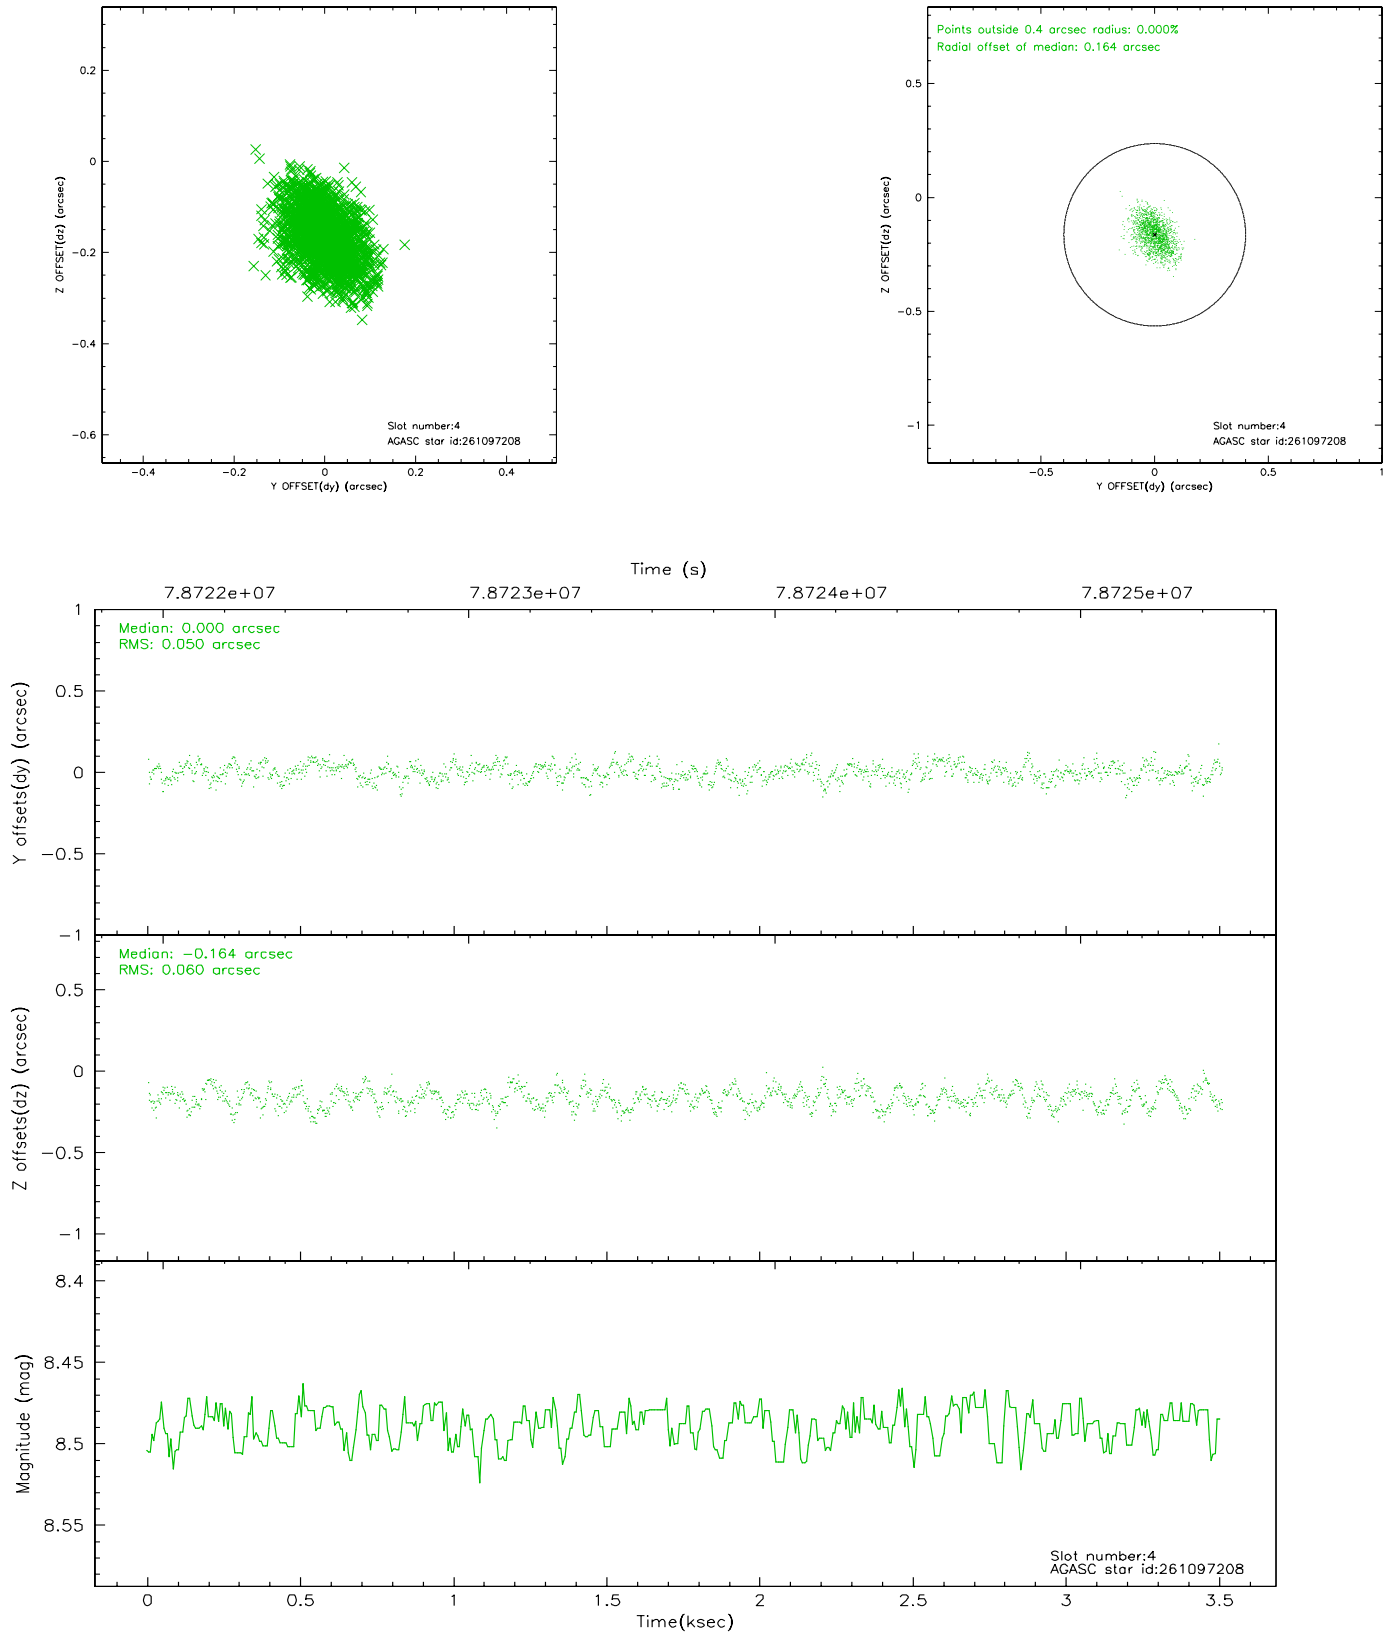 0.2
0
−0.2
−0.4
−0.6
Z OFFSET(dz) (arcsec)
−0.4 −0.2 0 0.2 0.4
Y OFFSET(dy) (arcsec)
Slot number:4
AGASC star id:261097208
Points outside 0.4 arcsec radius: 0.000%
Radial offset of median: 0.164 arcsec
0.5
0
−0.5
−1
Z OFFSET(dz) (arcsec)
−0.5 0 0.5 1
Y OFFSET(dy) (arcsec)
Slot number:4
AGASC star id:261097208
Time (s)
7.8722e+07 7.8723e+07 7.8724e+07 7.8725e+07
Median: 0.000 arcsec
RMS: 0.050 arcsec
1
0.5
0
−0.5
−1
Y offsets(dy) (arcsec)
Median: −0.164 arcsec
RMS: 0.060 arcsec
0.5
0
−0.5
−1
Z offsets(dz) (arcsec)
8.4
8.45
8.5
8.55
Magnitude (mag)
Slot number:4
AGASC star id:261097208
0 0.5 1 1.5 2 2.5 3 3.5
Time(ksec)